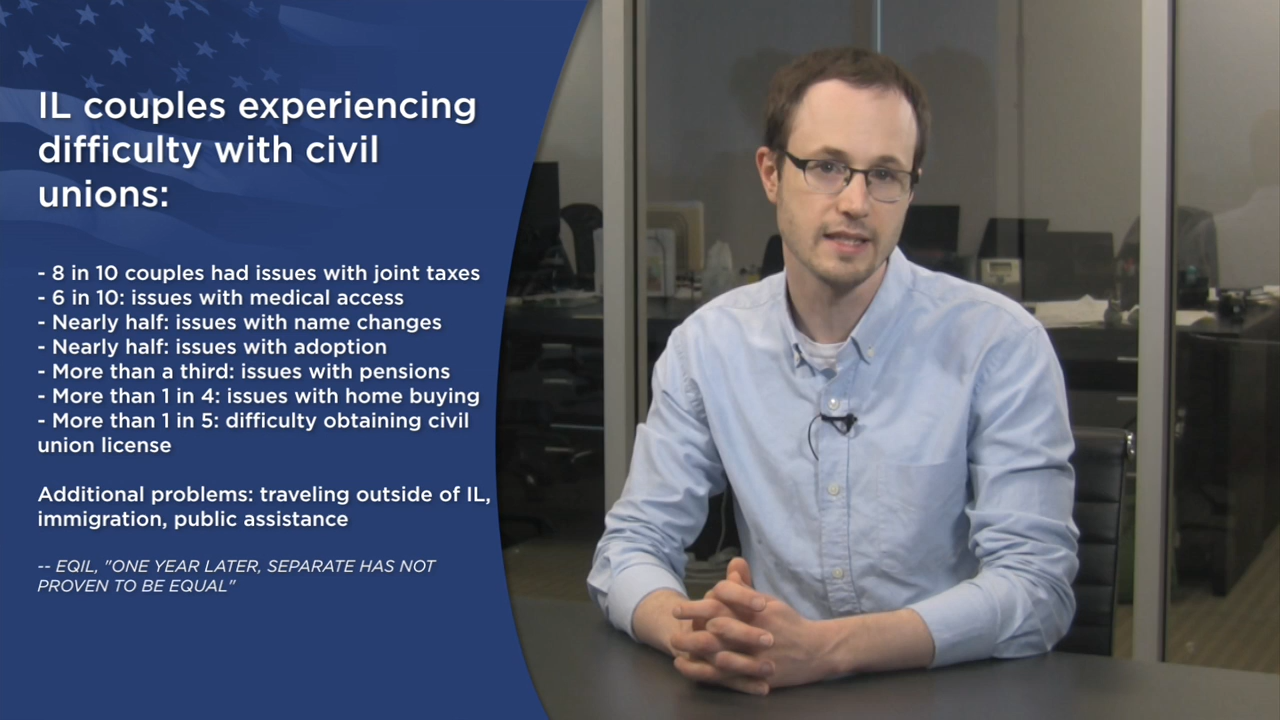 IL couples experiencing
difficulty with civil
unions:
- 8 in 10 couples had issues with joint taxes
- 6 in 10: issues with medical access
- Nearly half: issues with name changes
- Nearly half: issues with adoption
- More than a third: issues with pensions
- More than 1 in 4: issues with home buying
- More than 1 in 5: difficulty obtaining civil
union license
Additional problems: traveling outside of IL,
immigration, public assistance
-- EQIL, "ONE YEAR LATER, SEPARATE HAS NOT
PROVEN TO BE EQUAL"